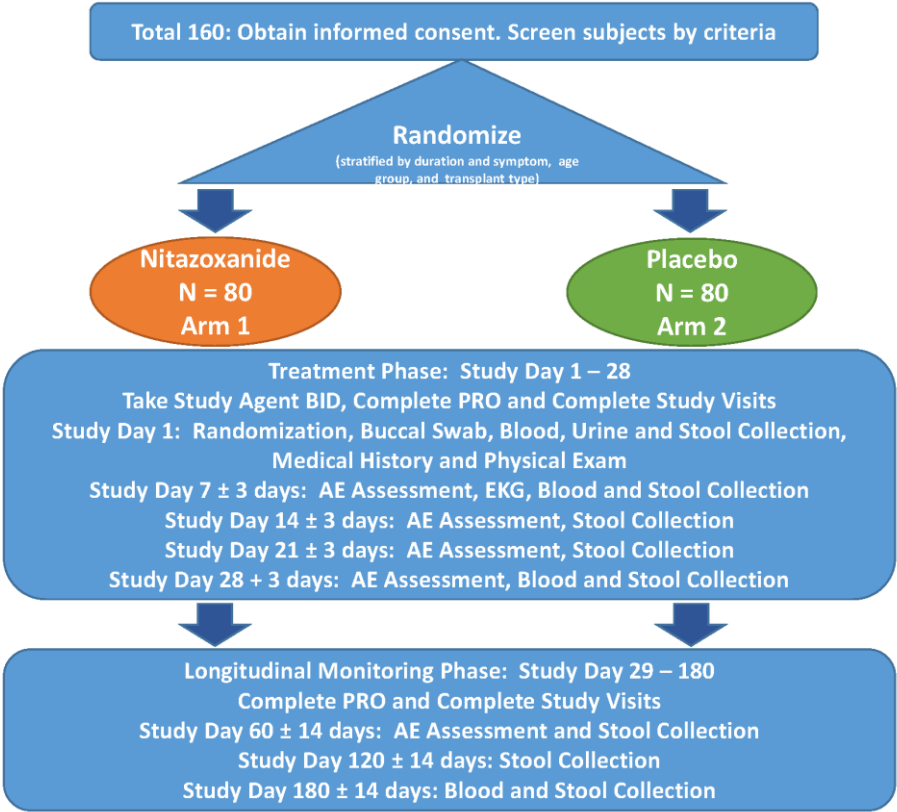 Total 160: Obtain informed consent. Screen subjects by criteria
Randomize
(stratified by duration and symptom, age
group, and transplant type)
Nitazoxanide
N = 80
Arm 1
Placebo
N = 80
Arm 2
Treatment Phase: Study Day 1 – 28
Take Study Agent BID, Complete PRO and Complete Study Visits
Study Day 1: Randomization, Buccal Swab, Blood, Urine and Stool Collection,
Medical History and Physical Exam
Study Day 7 ± 3 days: AE Assessment, EKG, Blood and Stool Collection
Study Day 14 ± 3 days: AE Assessment, Stool Collection
Study Day 21 ± 3 days: AE Assessment, Stool Collection
Study Day 28 + 3 days: AE Assessment, Blood and Stool Collection
Longitudinal Monitoring Phase: Study Day 29 – 180
Complete PRO and Complete Study Visits
Study Day 60 ± 14 days: AE Assessment and Stool Collection
Study Day 120 ± 14 days: Stool Collection
Study Day 180 ± 14 days: Blood and Stool Collection